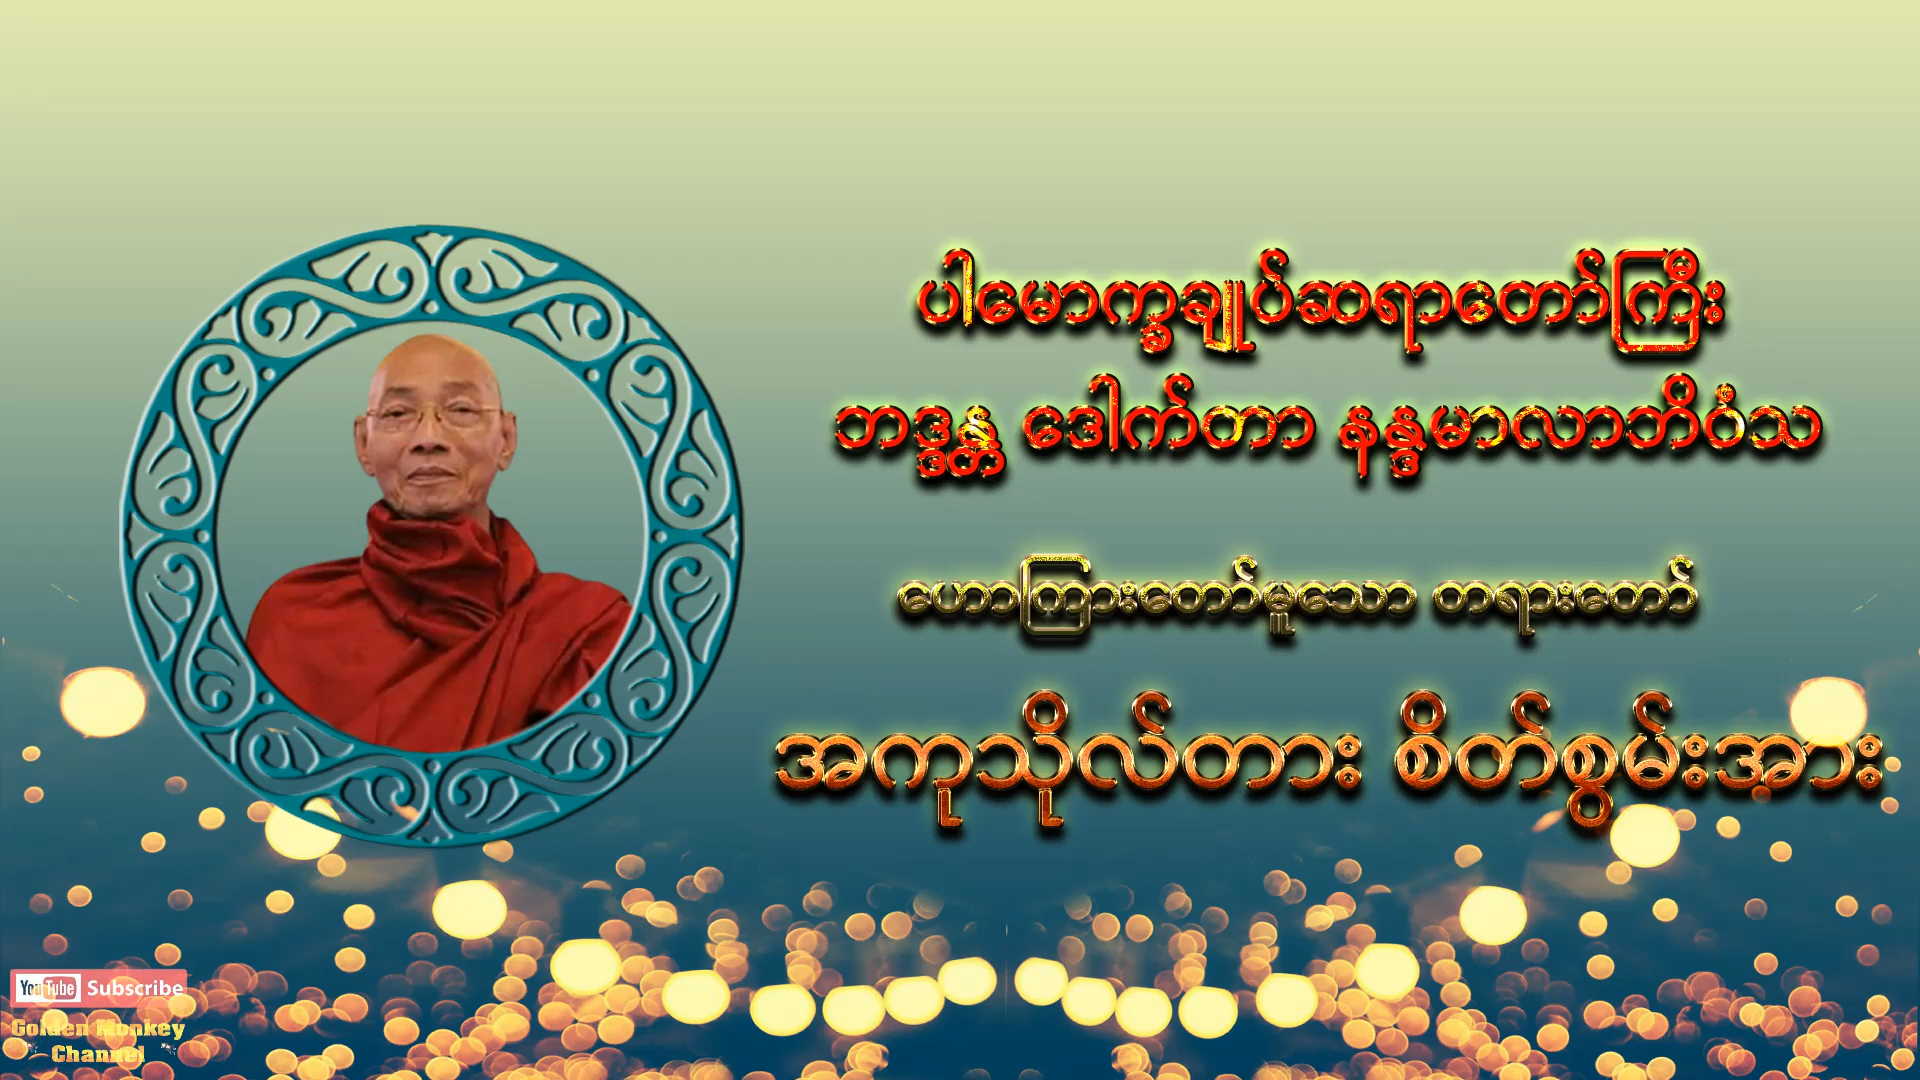 ပါမောက္ခချုပ်ဆရာတော်ကြီး
ဘဒ္ဒန္တ ဒေါက်တာ နန္ဒမာလာဘိဝံသ
ဟောကြားတော်မူသော တရားတော်
အကုသိုလ်တား စိတ်စွမ်းအား
YouTube Subscribe
Golden Monkey
Channel